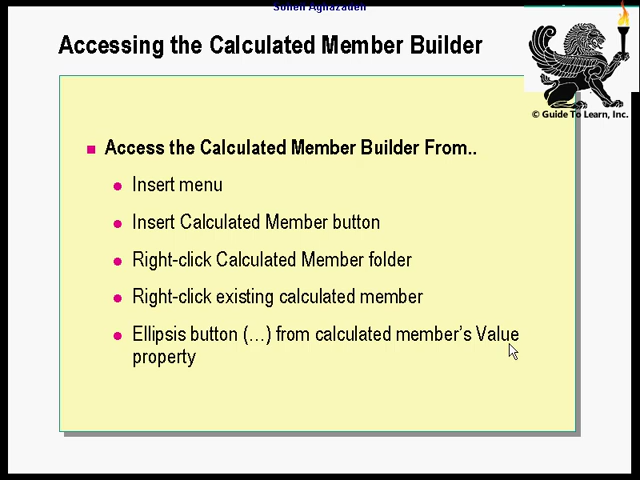 Soheil Aghazadeh
Accessing the Calculated Member Builder
© Guide To Learn, Inc.
Access the Calculated Member Builder From..
Insert menu
Insert Calculated Member button
Right-click Calculated Member folder
Right-click existing calculated member
Ellipsis button (…) from calculated member’s Value
property